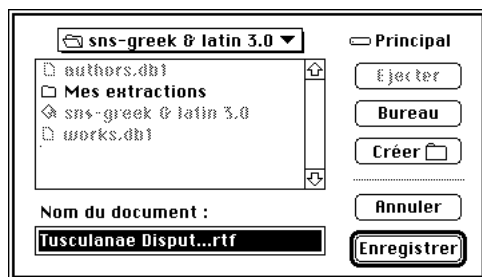 sns-greek & latin 3.0
Principal
authors.db1
Mes extractions
sns-greek & latin 3.0
works.db1
Ejecter
Bureau
Créer
Nom du document :
Tusculanae Disput...rtf
Annuler
Enregistrer